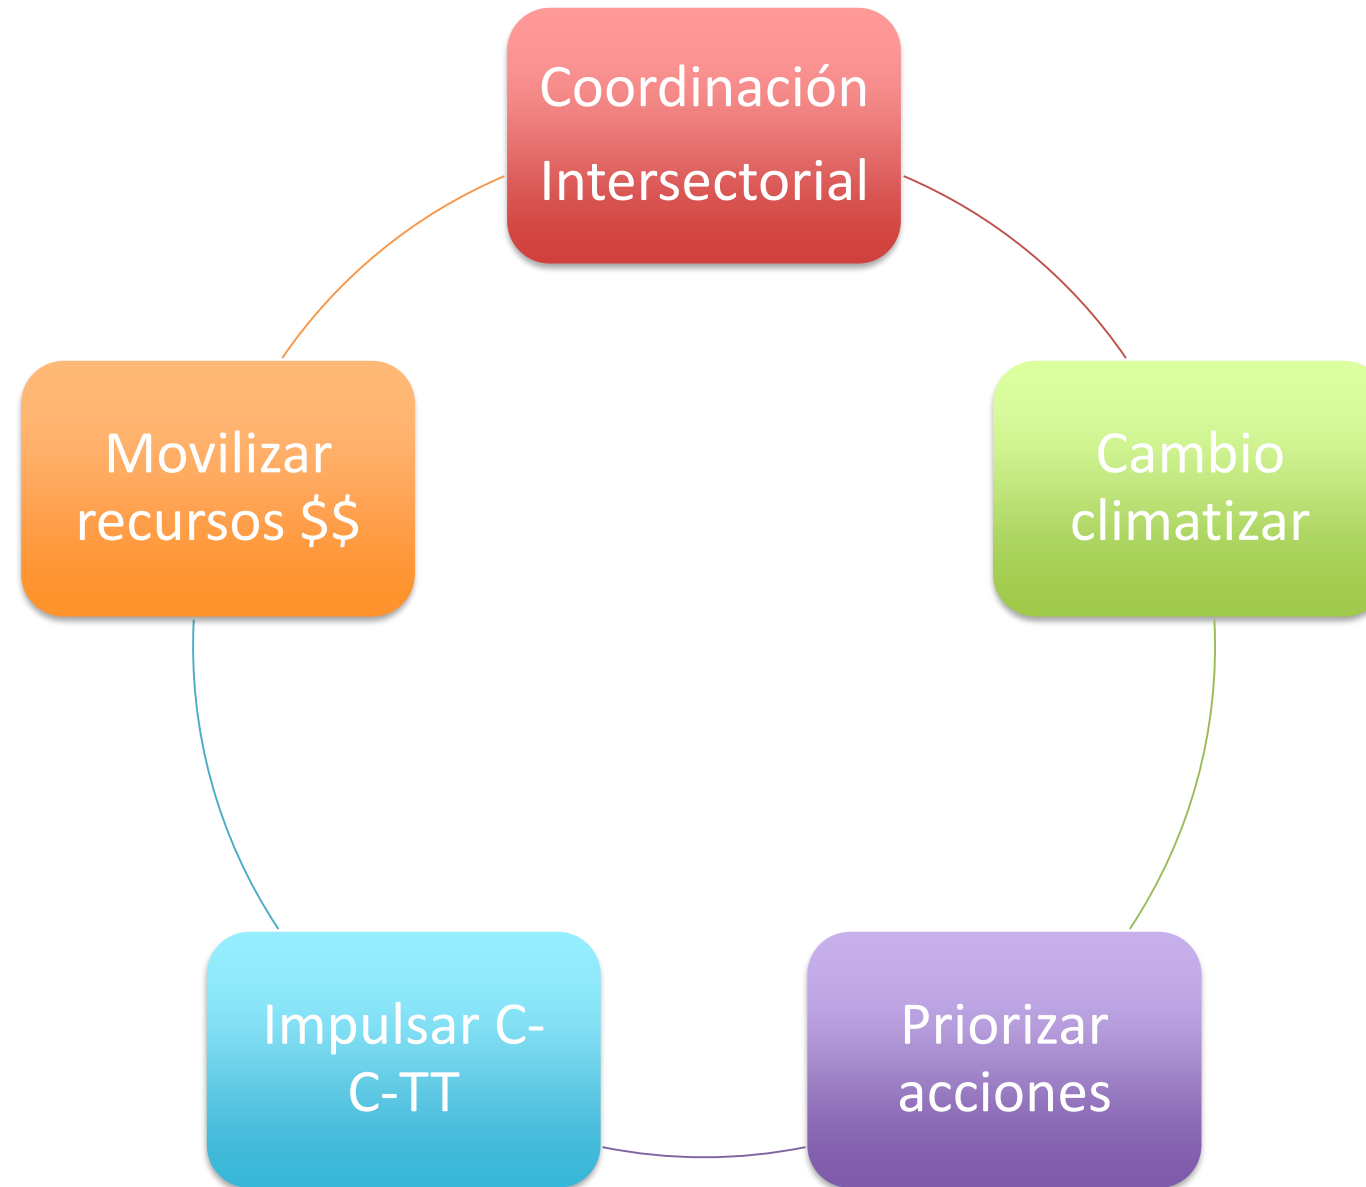 Coordinación
Intersectorial
Cambio
climatizar
Priorizar
acciones
Impulsar C-
C-TT
Movilizar
recursos $$